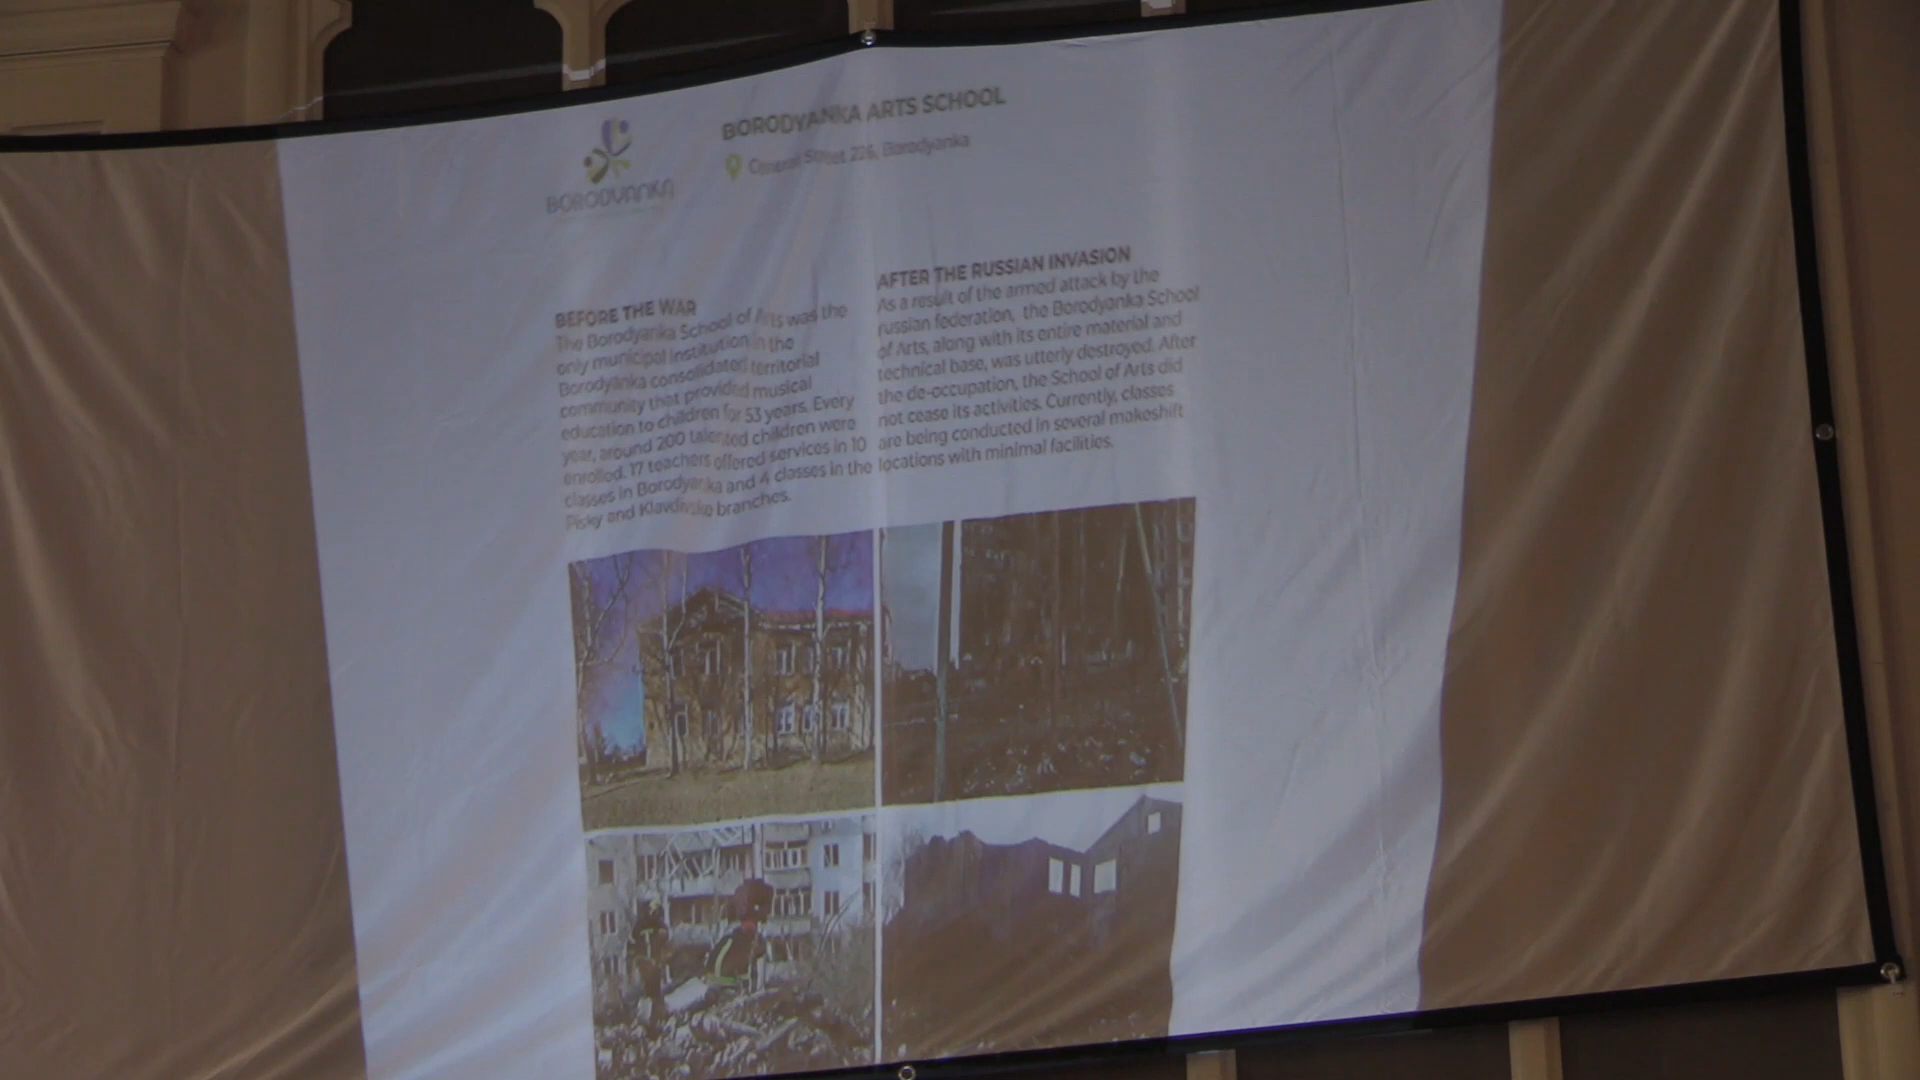 BORODYANKA
BORODYANKA ARTS SCHOOL
Central Street 226, Borodyanka
BEFORE THE WAR
The Borodyanka School of Arts was the
only municipal institution in the
Borodyanka consolidated territorial
community that provided musical
education to children for 53 years. Every
year, around 200 talented children were
enrolled. 17 teachers offered services in 10
classes in Borodyanka and 4 classes in the
Pisky and Klavdievo branches.
AFTER THE RUSSIAN INVASION
As a result of the armed attack by the
russian federation, the Borodyanka School
of Arts, along with its entire material and
technical base, was utterly destroyed. After
the de-occupation, the School of Arts did
not cease its activities. Currently, classes
are being conducted in several makeshift
locations with minimal facilities.